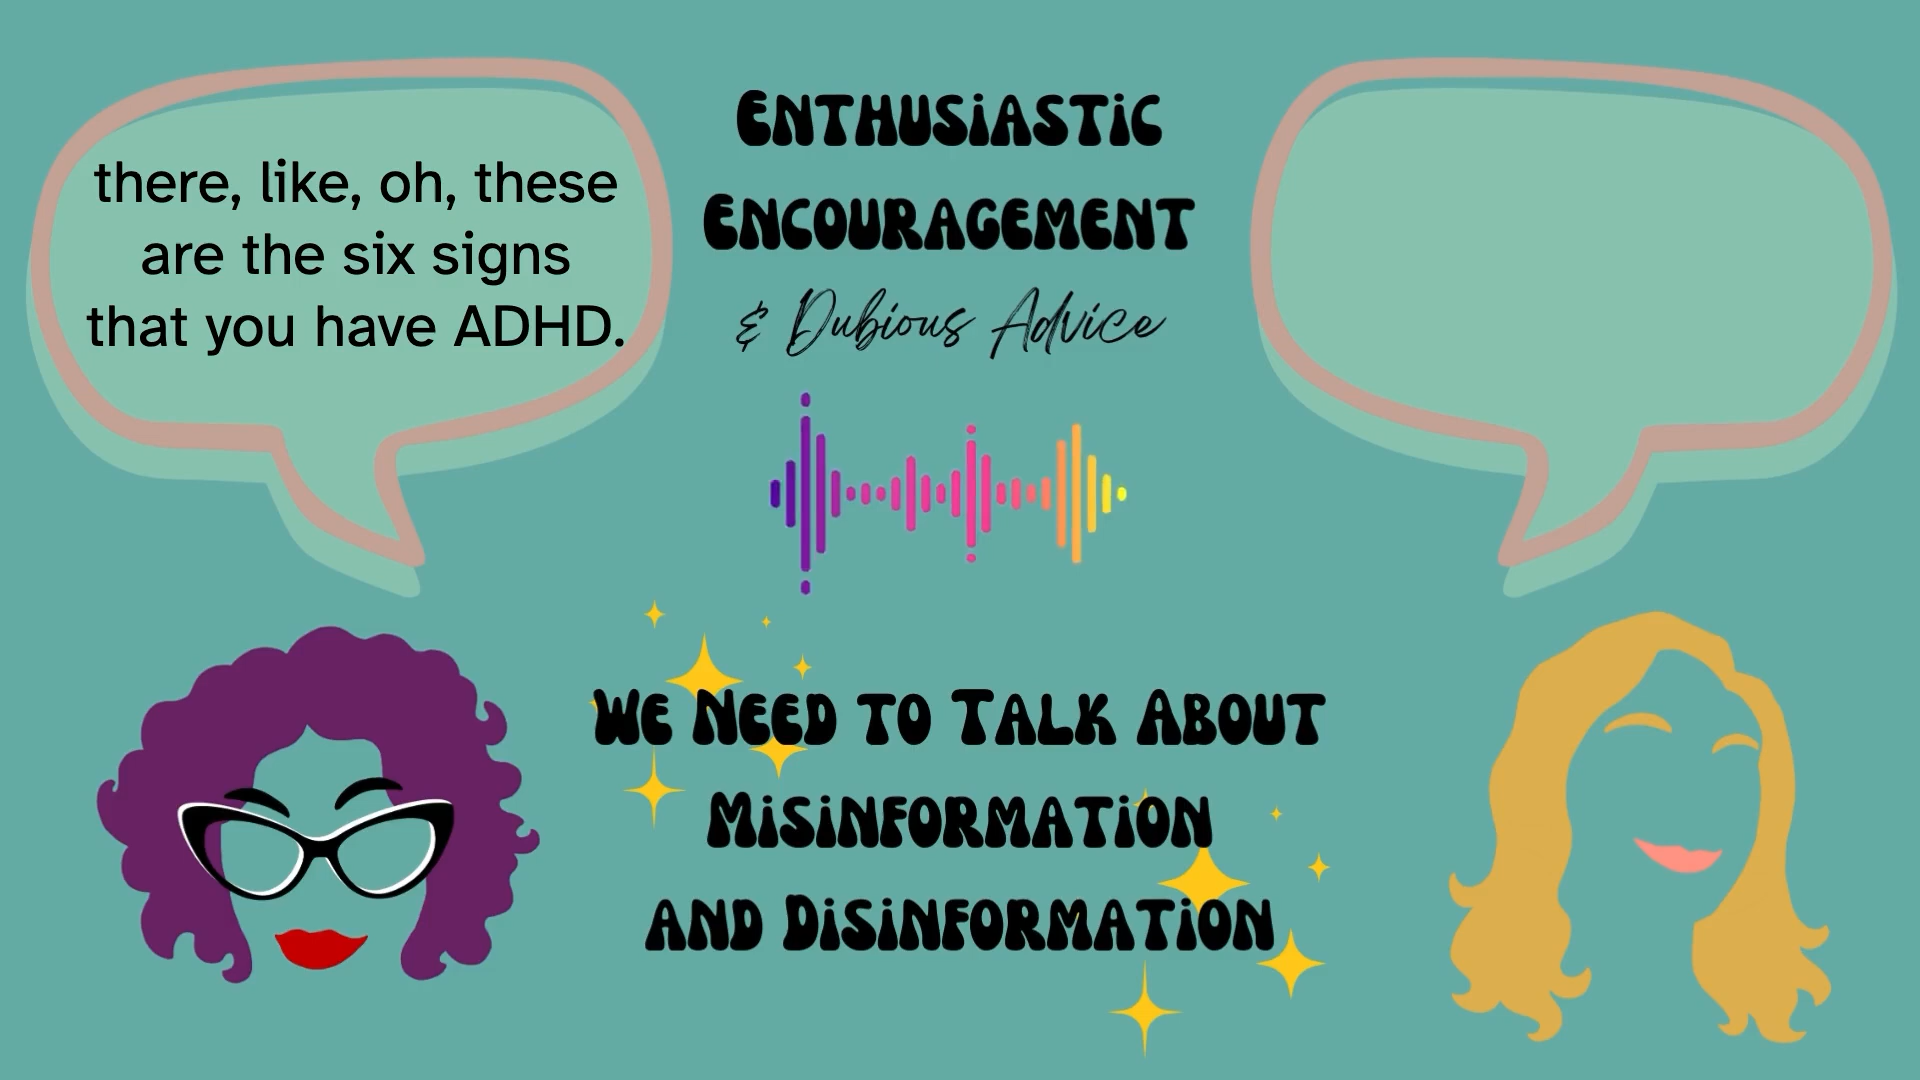 there, like, oh, these
are the six signs
that you have ADHD.
ENTHUSiASTiC
ENCOURAGEMENT
& Dubious Advice
WE NEED TO TALK ABOUT
MiSiNFORMATiON
AND DiSiNFORMATiON